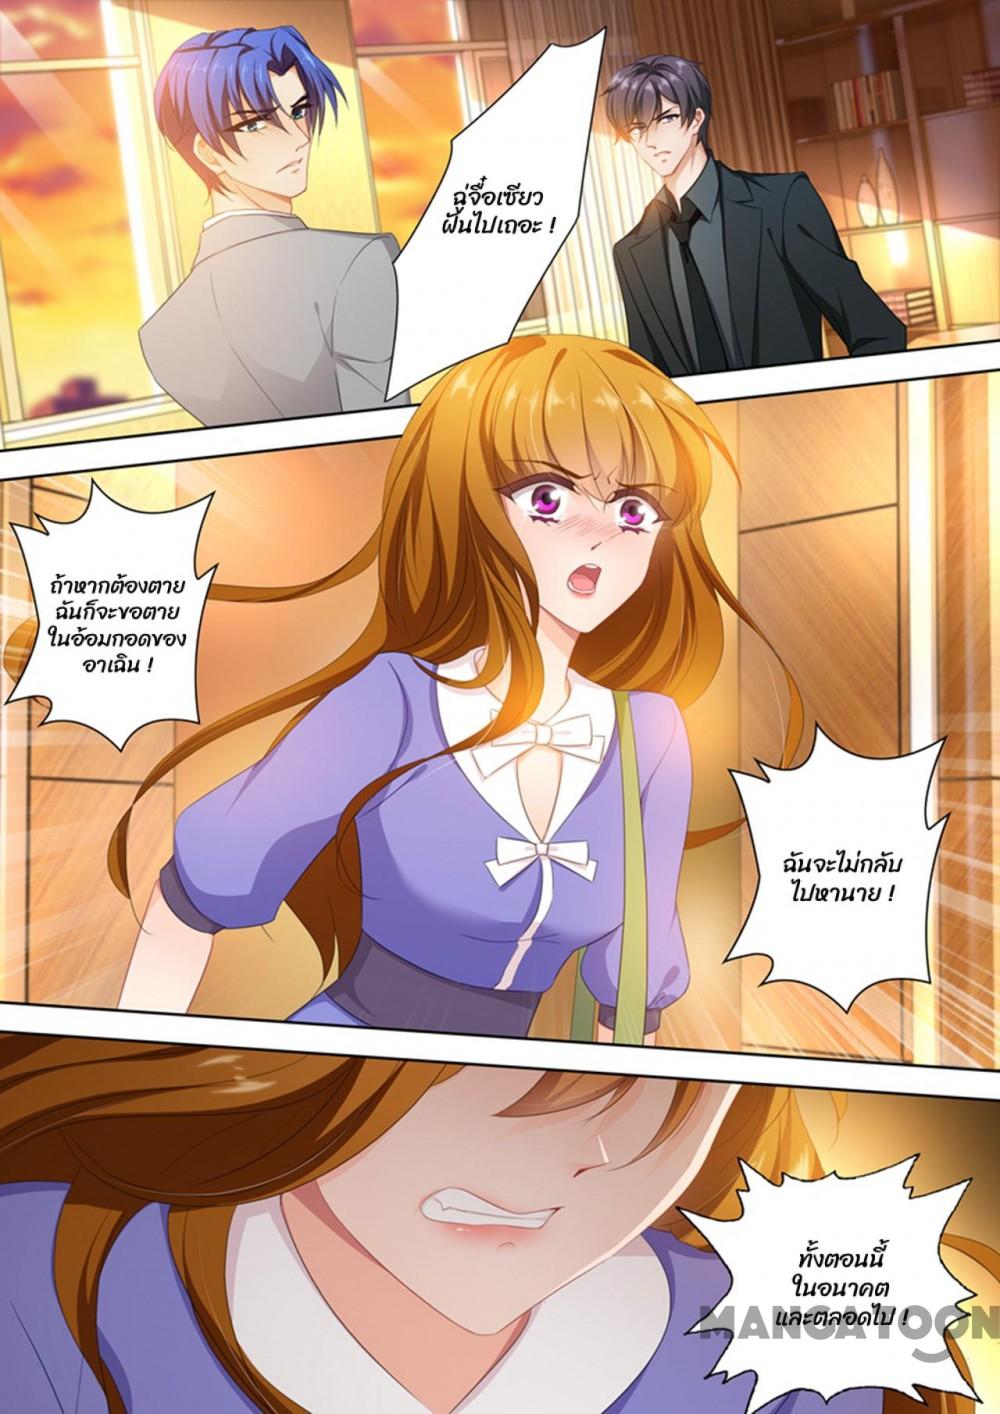 ฉู่จื๋อเซียว
ฝันไปเถอะ !
ถ้าหากต้องตาย
ฉันก็จะขอตาย
ในอ้อมกอดของ
อาเฉิน !
ฉันจะไม่กลับ
ไปหานาย !
ทั้งตอนนี้
ในอนาคต
และตลอดไป !
MANGATOON